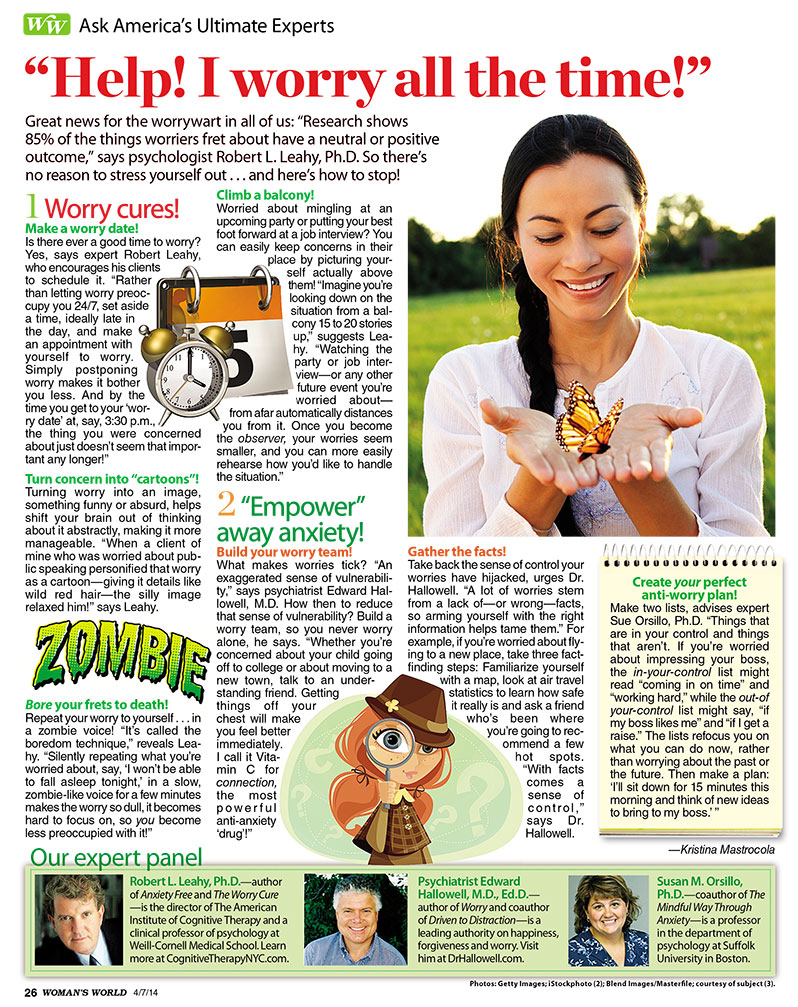 WW Ask America's Ultimate Experts
“Help! I worry all the time!”
Great news for the worrywart in all of us: “Research shows
85% of the things worriers fret about have a neutral or positive
outcome,” says psychologist Robert L. Leahy, Ph.D. So there's
no reason to stress yourself out . . . and here's how to stop!
1 Worry cures!
Make a worry date!
Is there ever a good time to worry?
Yes, says expert Robert Leahy,
who encourages his clients
to schedule it. “Rather
than letting worry preoc-
cupy you 24/7, set aside
a time, ideally late in
the day, and make
an appointment with
yourself to worry.
Simply postponing
worry makes it bother
you less. And by the
time you get to your ‘wor-
ry date’ at, say, 3:30 p.m.,
the thing you were concerned
about just doesn't seem that impor-
tant any longer!”
Turn concern into “cartoons”!
Turning worry into an image,
something funny or absurd, helps
shift your brain out of thinking
about it abstractly, making it more
manageable. “When a client of
mine who was worried about pub-
lic speaking personified that worry
as a cartoon—giving it details like
wild red hair—the silly image
relaxed him!” says Leahy.
ZOMBIE
Bore your frets to death!
Repeat your worry to yourself . . . in
a zombie voice! “It's called the
boredom technique,” reveals Lea-
hy. “Silently repeating what you're
worried about, say, ‘I won't be able
to fall asleep tonight,’ in a slow,
zombie-like voice for a few minutes
makes the worry so dull, it becomes
hard to focus on, so you become
less preoccupied with it!”
Climb a balcony!
Worried about mingling at an
upcoming party or putting your best
foot forward at a job interview? You
can easily keep concerns in their
place by picturing your-
self actually above
them! “Imagine you're
looking down on the
situation from a bal-
cony 15 to 20 stories
up,” suggests Lea-
hy. “Watching the
party or job inter-
view—or any other
future event you're
worried about—
from afar automatically distances
you from it. Once you become
the observer, your worries seem
smaller, and you can more easily
rehearse how you'd like to handle
the situation.”
5
2 “Empower”
away anxiety!
Build your worry team!
What makes worries tick? “An
exaggerated sense of vulnerabili-
ty,” says psychiatrist Edward Hal-
lowell, M.D. How then to reduce
that sense of vulnerability? Build a
worry team, so you never worry
alone, he says. “Whether you're
concerned about your child going
off to college or about moving to a
new town, talk to an under-
standing friend. Getting
things off your
chest will make
you feel better
immediately.
I call it Vita-
min C for
connection,
the most
powerful
anti-anxiety
‘drug’!”
Gather the facts!
Take back the sense of control your
worries have hijacked, urges Dr.
Hallowell. “A lot of worries stem
from a lack of—or wrong—facts,
so arming yourself with the right
information helps tame them.” For
example, if you're worried about fly-
ing to a new place, take three fact-
finding steps: Familiarize yourself
with a map, look at air travel
statistics to learn how safe
it really is and ask a friend
who's been where
you're going to rec-
ommend a few
hot spots.
“With facts
comes a
sense of
control,”
says Dr.
Hallowell.
Create your perfect
anti-worry plan!
Make two lists, advises expert
Sue Orsillo, Ph.D. “Things that
are in your control and things
that aren't. If you're worried
about impressing your boss,
the in-your-control list might
read “coming in on time” and
“working hard,” while the out-of
your-control list might say, “if
my boss likes me” and “if I get a
raise.” The lists refocus you on
what you can do now, rather
than worrying about the past or
the future. Then make a plan:
‘I'll sit down for 15 minutes this
morning and think of new ideas
to bring to my boss.’ ”
—Kristina Mastrocola
Our expert panel
Robert L. Leahy, Ph.D.—author
of Anxiety Free and The Worry Cure
—is the director of The American
Institute of Cognitive Therapy and a
clinical professor of psychology at
Weill-Cornell Medical School. Learn
more at CognitiveTherapyNYC.com.
Psychiatrist Edward
Hallowell, M.D., Ed.D.—
author of Worry and coauthor
of Driven to Distraction—is a
leading authority on happiness,
forgiveness and worry. Visit
him at DrHallowell.com.
Susan M. Orsillo,
Ph.D.—coauthor of The
Mindful Way Through
Anxiety—is a professor
in the department of
psychology at Suffolk
University in Boston.
Photos: Getty Images; iStockphoto (2); Blend Images/Masterfile; courtesy of subject (3).
26 WOMAN'S WORLD 4/7/14